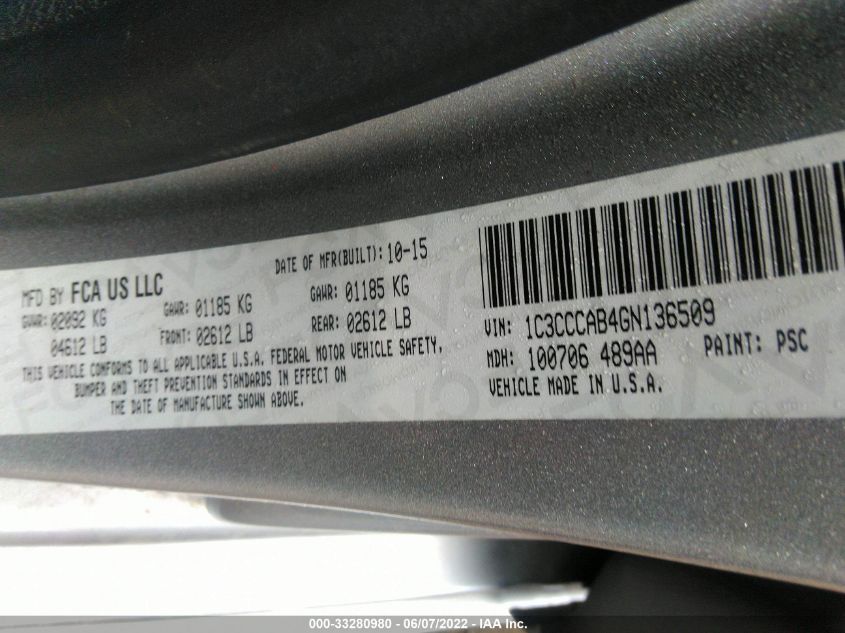 MFD BY FCA US LLC
DATE OF MFR(BUILT): 10-15
GVWR: 02092 KG
04612 LB
GAWR: 01185 KG
FRONT: 02612 LB
GAWR: 01185 KG
REAR: 02612 LB
THIS VEHICLE CONFORMS TO ALL APPLICABLE U.S.A. FEDERAL MOTOR VEHICLE SAFETY,
BUMPER AND THEFT PREVENTION STANDARDS IN EFFECT ON
THE DATE OF MANUFACTURE SHOWN ABOVE.
VIN: 1C3CCCAB4GN136509
MDH: 100706 489AA
PAINT: PSC
VEHICLE MADE IN U.S.A.
000-33280980 - 06/07/2022 - IAA Inc.